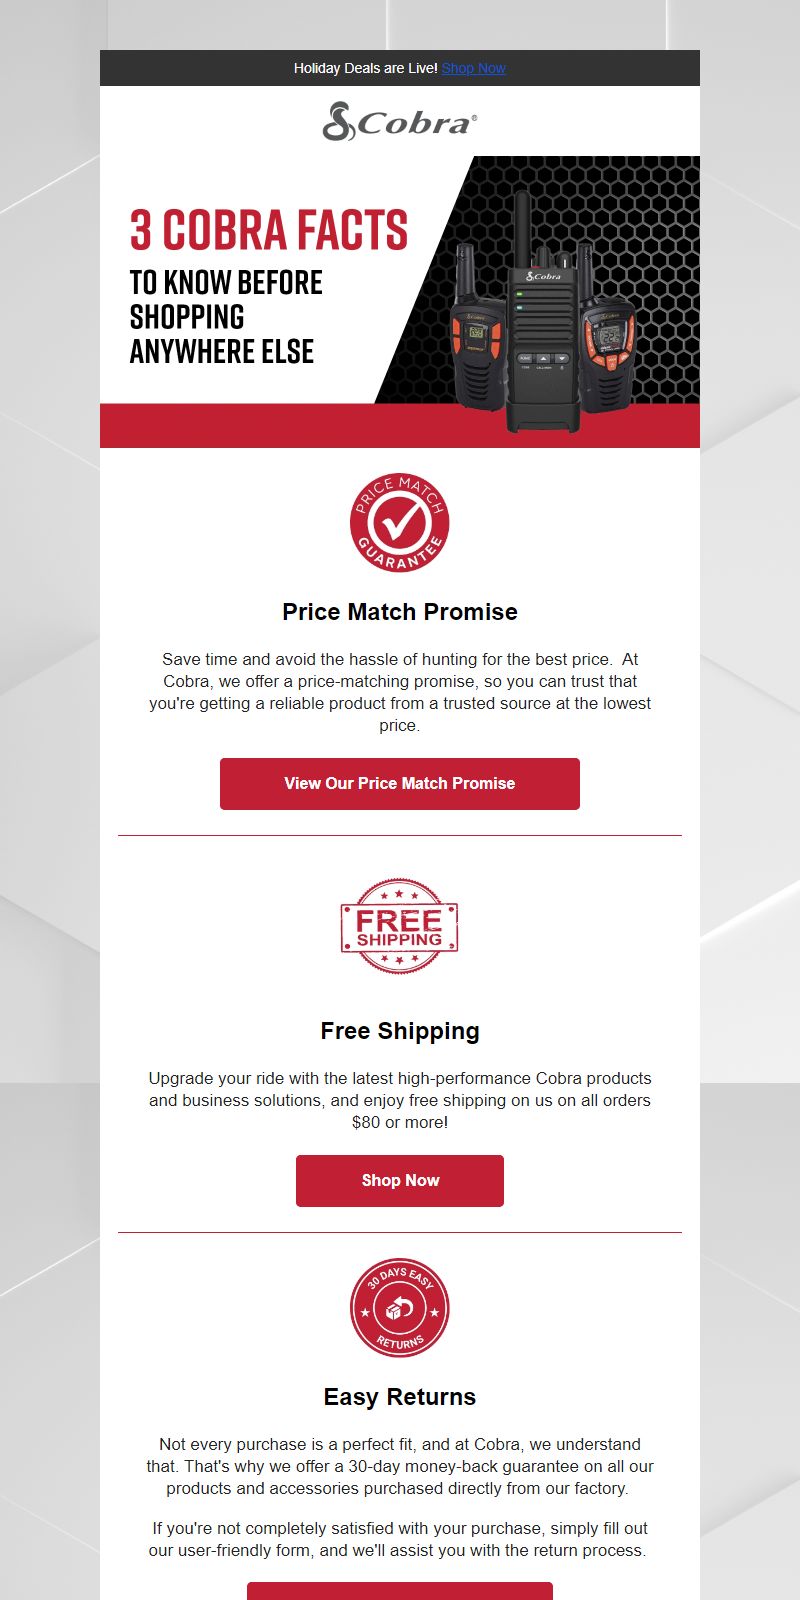 Holiday Deals are Live! Shop Now
Cobra®
3 COBRA FACTS
TO KNOW BEFORE
SHOPPING
ANYWHERE ELSE
Cobra
PRICE MATCH
GUARANTEE
Price Match Promise
Save time and avoid the hassle of hunting for the best price.  At
Cobra, we offer a price-matching promise, so you can trust that
you're getting a reliable product from a trusted source at the lowest
price.
View Our Price Match Promise
FREE
SHIPPING
Free Shipping
Upgrade your ride with the latest high-performance Cobra products
and business solutions, and enjoy free shipping on us on all orders
$80 or more!
Shop Now
30 DAYS EASY
RETURNS
Easy Returns
Not every purchase is a perfect fit, and at Cobra, we understand
that. That's why we offer a 30-day money-back guarantee on all our
products and accessories purchased directly from our factory.
If you're not completely satisfied with your purchase, simply fill out
our user-friendly form, and we'll assist you with the return process.